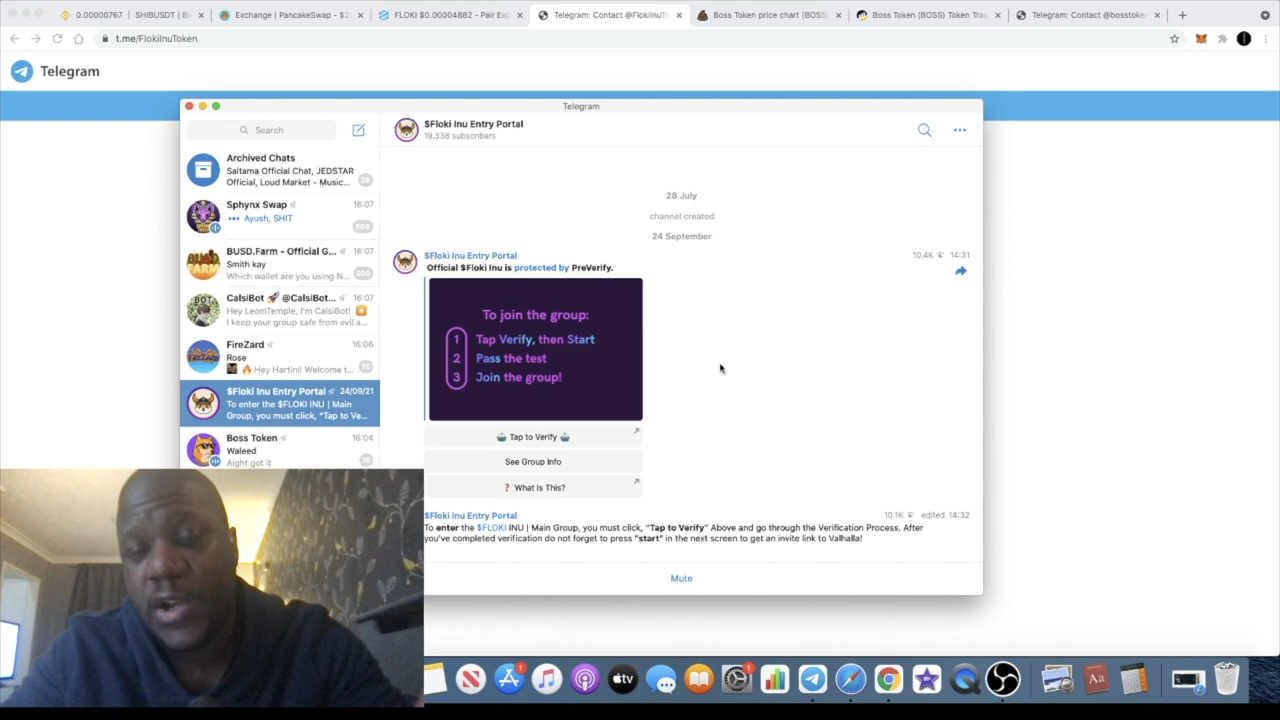 0.00000767 | SHIBUSDT | Bi
Exchange | PancakeSwap - $2
FLOKI $0.00004882 - Pair Exp
Telegram: Contact @FlokiInuTo
Boss Token price chart (BOSS)
Boss Token (BOSS) Token Trac
Telegram: Contact @bosstoke
t.me/FlokiInuToken
Telegram
Telegram
Search
$Floki Inu Entry Portal
19,338 subscribers
Archived Chats
Saitama Official Chat, JEDSTAR
Official, Loud Market - Music...
Sphynx Swap 16:07
Ayush, SHIT
BUSD.Farm - Official G... 16:07
Smith kay
Which wallet are you using N...
CalsiBot @CalsiBot... 16:07
Hey LeomTemple, I'm CalsiBot!
I keep your group safe from evil a...
FireZard 16:06
Rose
Hey Hartini! Welcome t...
$Floki Inu Entry Portal 24/09/21
To enter the $FLOKI INU | Main
Group, you must click, "Tap to Ve...
Boss Token 16:04
Waleed
Aight got it
28 July
channel created
24 September
$Floki Inu Entry Portal 10.4K 14:31
Official $Floki Inu is protected by PreVerify.
To join the group:
1 Tap Verify, then Start
2 Pass the test
3 Join the group!
Tap to Verify
See Group Info
What Is This?
$Floki Inu Entry Portal 10.1K edited 14:32
To enter the $FLOKI INU | Main Group, you must click, "Tap to Verify" Above and go through the Verification Process. After
you've completed verification do not forget to press "start" in the next screen to get an invite link to Valhalla!
Mute
tv
Aa